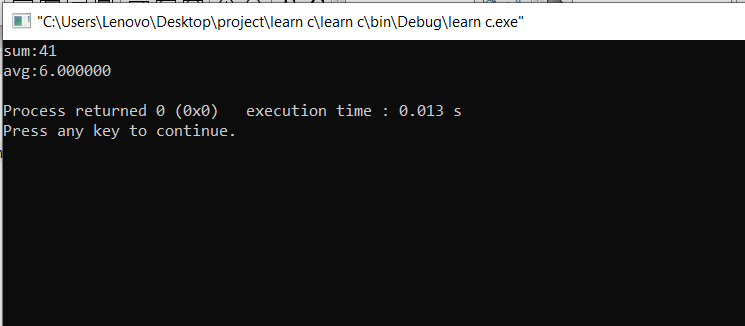 "C:\Users\Lenovo\Desktop\project\learn c\learn c\bin\Debug\learn c.exe"
sum:41
avg:6.000000
Process returned 0 (0x0)   execution time : 0.013 s
Press any key to continue.